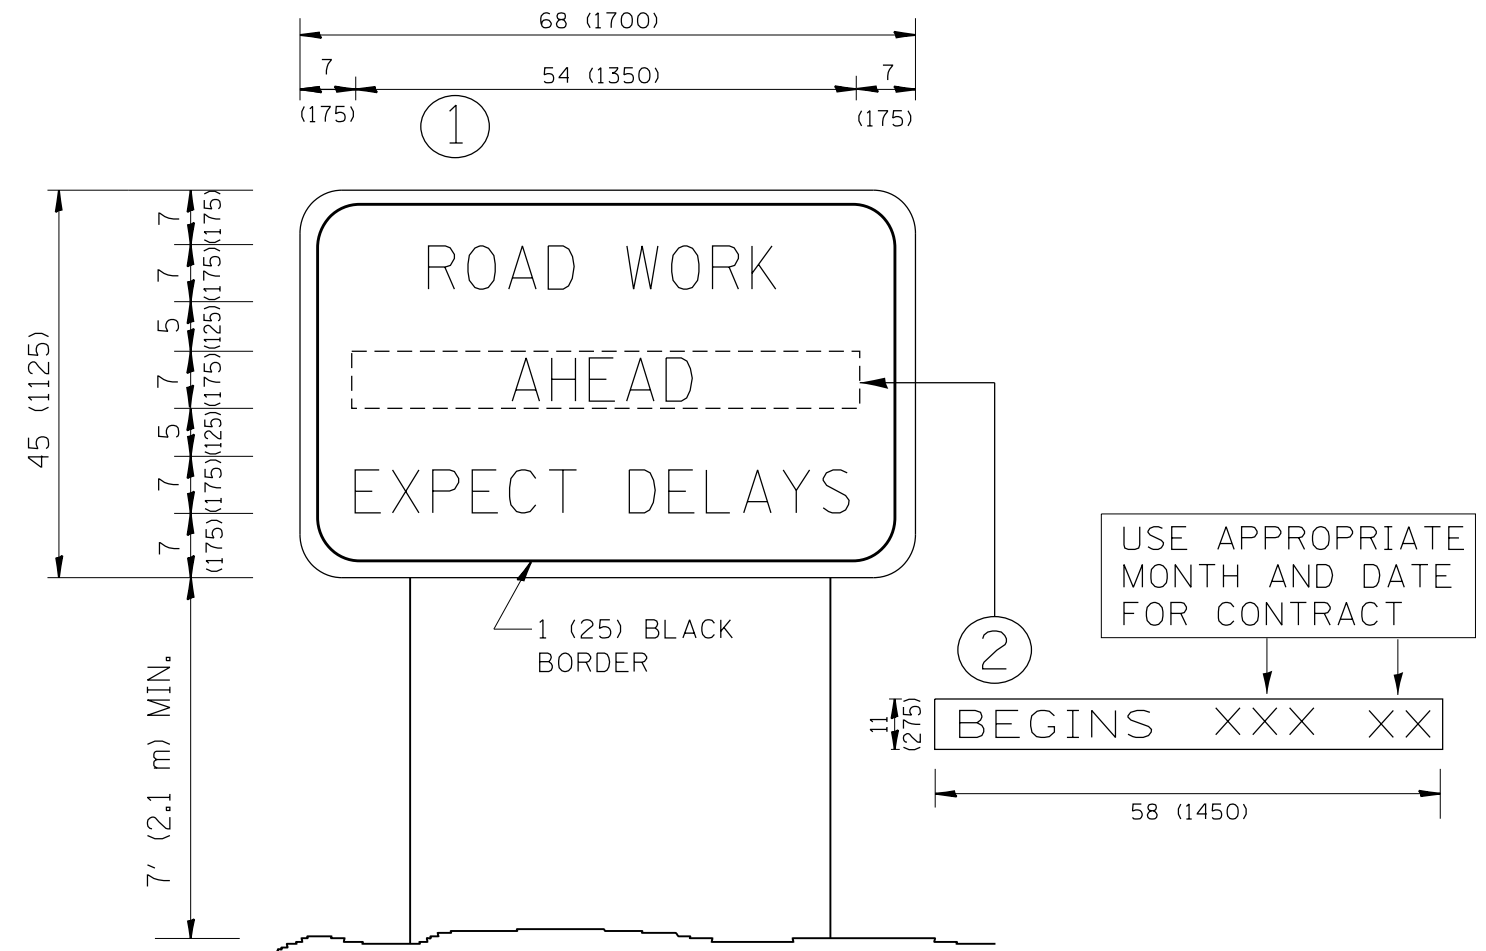 68 (1700)
7
54 (1350)
7
(175)
(175)
1
45 (1125)
7
(175)
7
(175)
5
(125)
7
(175)
5
(125)
7
(175)
7
(175)
ROAD WORK
AHEAD
EXPECT DELAYS
1 (25) BLACK
BORDER
7' (2.1 m) MIN.
2
USE APPROPRIATE
MONTH AND DATE
FOR CONTRACT
11
(275)
BEGINS XXX XX
58 (1450)